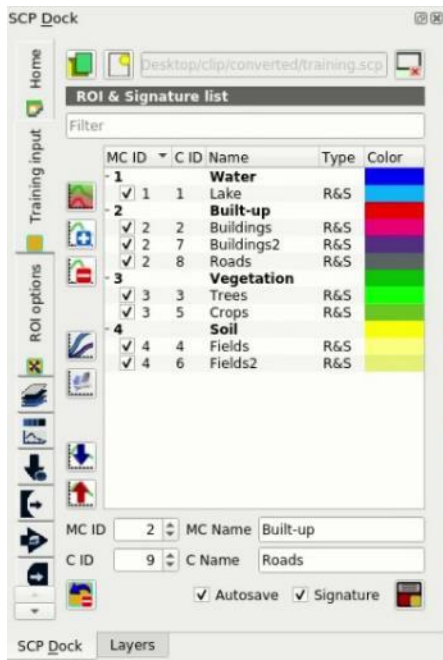 SCP Dock
Home
Training input
ROI options
Desktop/clip/converted/training.scp
ROI & Signature list
Filter
MC ID C ID Name Type Color
1 Water
1 1 Lake R&S
2 Built-up
2 2 Buildings R&S
2 7 Buildings2 R&S
2 8 Roads R&S
3 Vegetation
3 3 Trees R&S
3 5 Crops R&S
4 Soil
4 4 Fields R&S
4 6 Fields2 R&S
MC ID 2 MC Name Built-up
C ID 9 C Name Roads
Autosave Signature
SCP Dock Layers